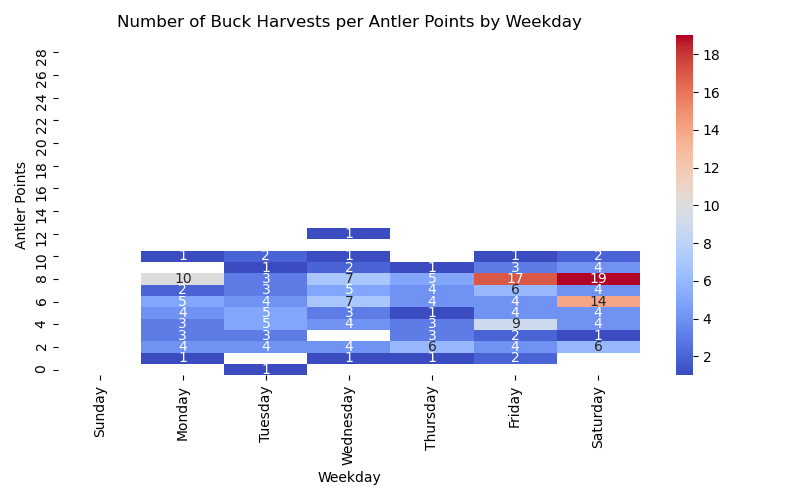 Number of Buck Harvests per Antler Points by Weekday
Antler Points
28
26
24
22
20
18
16
14
12
10
8
6
4
2
0
1
1 2 1 1 2
1 2 1 3 4
10 3 7 5 17 19
2 3 5 4 6 4
5 4 7 4 4 14
4 5 3 1 4 4
3 5 4 3 9 4
3 3 3 2 1
4 4 4 6 4 6
1 1 1 2
1
Sunday
Monday
Tuesday
Wednesday
Thursday
Friday
Saturday
Weekday
18
16
14
12
10
8
6
4
2